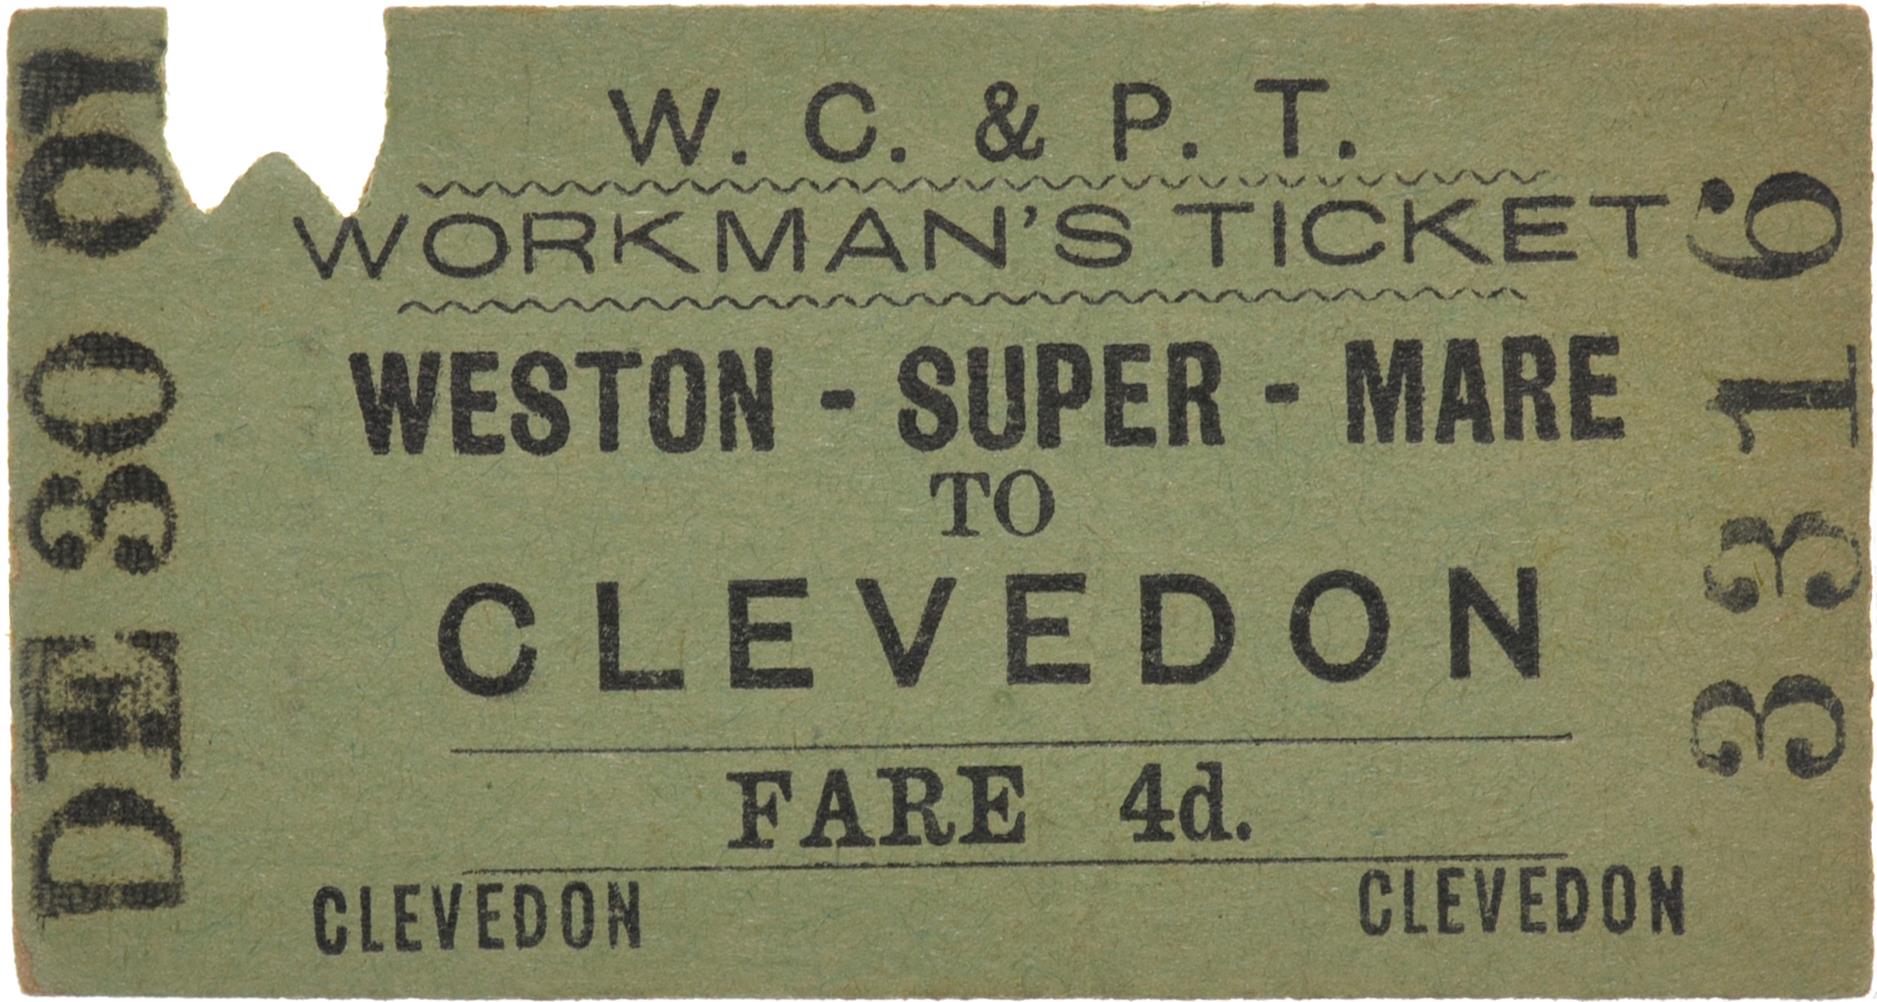 W. C. & P. T.
WORKMAN'S TICKET
WESTON - SUPER - MARE
TO
CLEVEDON
FARE 4d.
CLEVEDON CLEVEDON
DE 30 01
3316